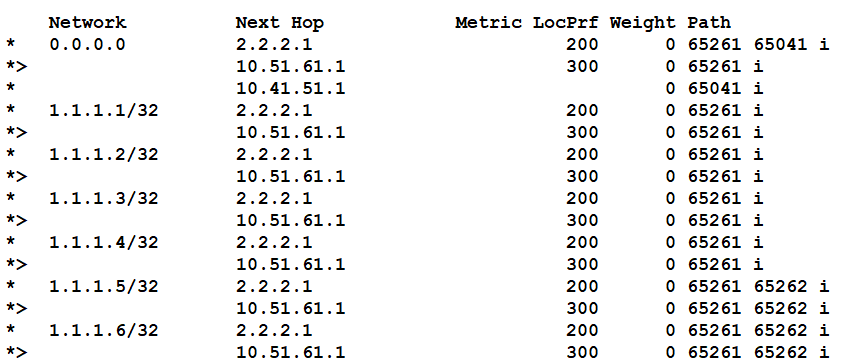 Network Next Hop Metric LocPrf Weight Path
* 0.0.0.0 2.2.2.1 200 0 65261 65041 i
*> 10.51.61.1 300 0 65261 i
* 10.41.51.1 0 65041 i
* 1.1.1.1/32 2.2.2.1 200 0 65261 i
*> 10.51.61.1 300 0 65261 i
* 1.1.1.2/32 2.2.2.1 200 0 65261 i
*> 10.51.61.1 300 0 65261 i
* 1.1.1.3/32 2.2.2.1 200 0 65261 i
*> 10.51.61.1 300 0 65261 i
* 1.1.1.4/32 2.2.2.1 200 0 65261 i
*> 10.51.61.1 300 0 65261 i
* 1.1.1.5/32 2.2.2.1 200 0 65261 65262 i
*> 10.51.61.1 300 0 65261 65262 i
* 1.1.1.6/32 2.2.2.1 200 0 65261 65262 i
*> 10.51.61.1 300 0 65261 65262 i